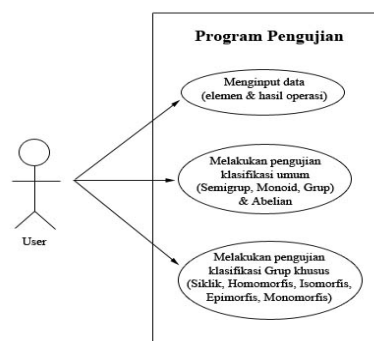 Program Pengujian
Menginput data
(elemen & hasil operasi)
Melakukan pengujian
klasifikasi umum
(Semigrup, Monoid, Grup)
& Abelian
User
Melakukan pengujian
klasifikasi Grup khusus
(Siklik, Homomorfis, Isomorfis,
Epimorfis, Monomorfis)